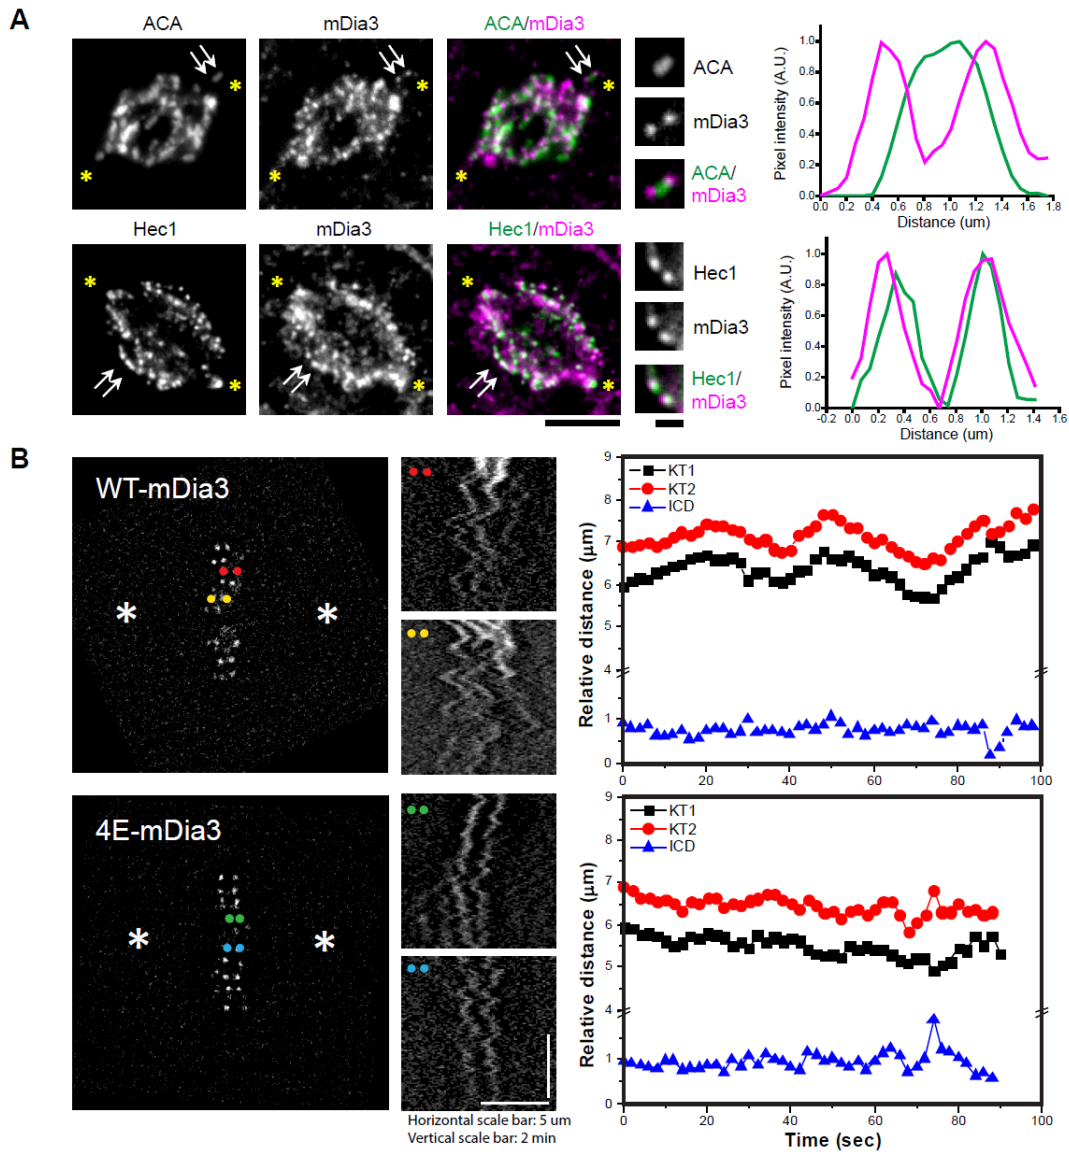 A
ACA
mDia3
ACA/mDia3
ACA
mDia3
ACA/
mDia3
Pixel intensity (A.U.)
1.0
0.8
0.6
0.4
0.2
0.0
0.0 0.2 0.4 0.6 0.8 1.0 1.2 1.4 1.6 1.8
Distance (um)
Hec1
mDia3
Hec1/mDia3
Hec1
mDia3
Hec1/
mDia3
Pixel intensity (A.U.)
1.0
0.8
0.6
0.4
0.2
0.0
-0.2 0.0 0.2 0.4 0.6 0.8 1.0 1.2 1.4 1.6
Distance (um)
B
WT-mDia3
* *
KT1
KT2
ICD
Relative distance (μm)
9
8
7
6
5
4
1
0
0 20 40 60 80 100
4E-mDia3
* *
Horizontal scale bar: 5 um
Vertical scale bar: 2 min
KT1
KT2
ICD
Relative distance (μm)
9
8
7
6
5
4
1
0
0 20 40 60 80 100
Time (sec)